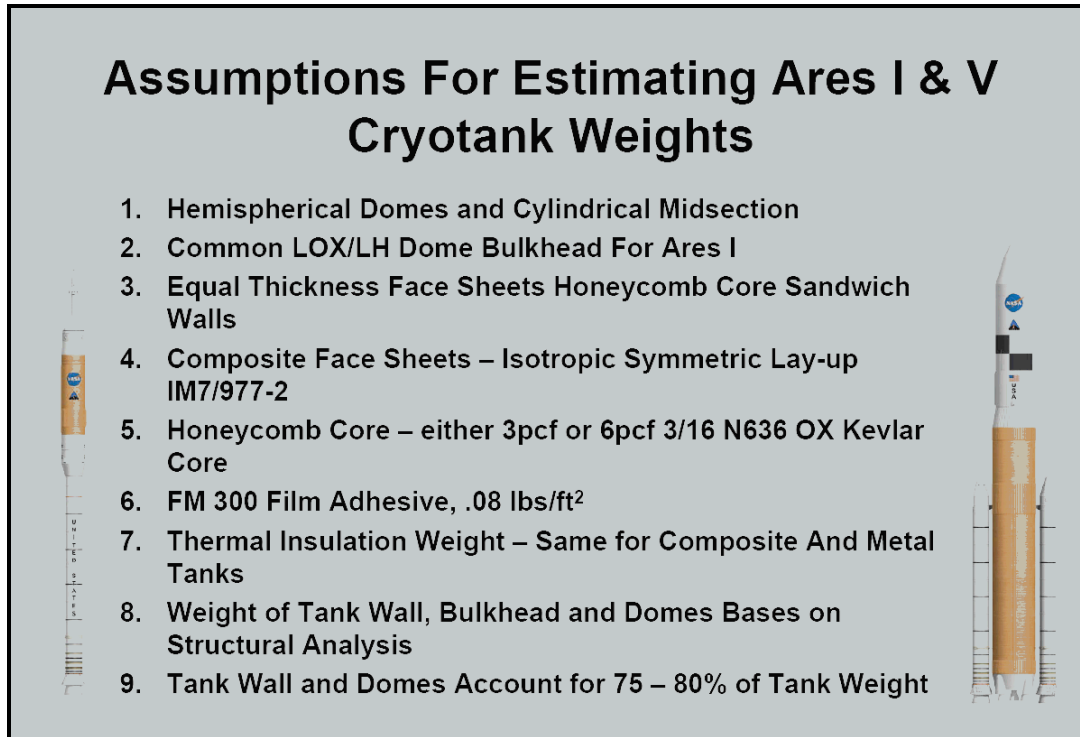 Assumptions For Estimating Ares I & V
Cryotank Weights
1. Hemispherical Domes and Cylindrical Midsection
2. Common LOX/LH Dome Bulkhead For Ares I
3. Equal Thickness Face Sheets Honeycomb Core Sandwich
Walls
4. Composite Face Sheets – Isotropic Symmetric Lay-up
IM7/977-2
5. Honeycomb Core – either 3pcf or 6pcf 3/16 N636 OX Kevlar
Core
6. FM 300 Film Adhesive, .08 lbs/ft²
7. Thermal Insulation Weight – Same for Composite And Metal
Tanks
8. Weight of Tank Wall, Bulkhead and Domes Bases on
Structural Analysis
9. Tank Wall and Domes Account for 75 – 80% of Tank Weight
NASA
UNITED STATES
NASA
USA